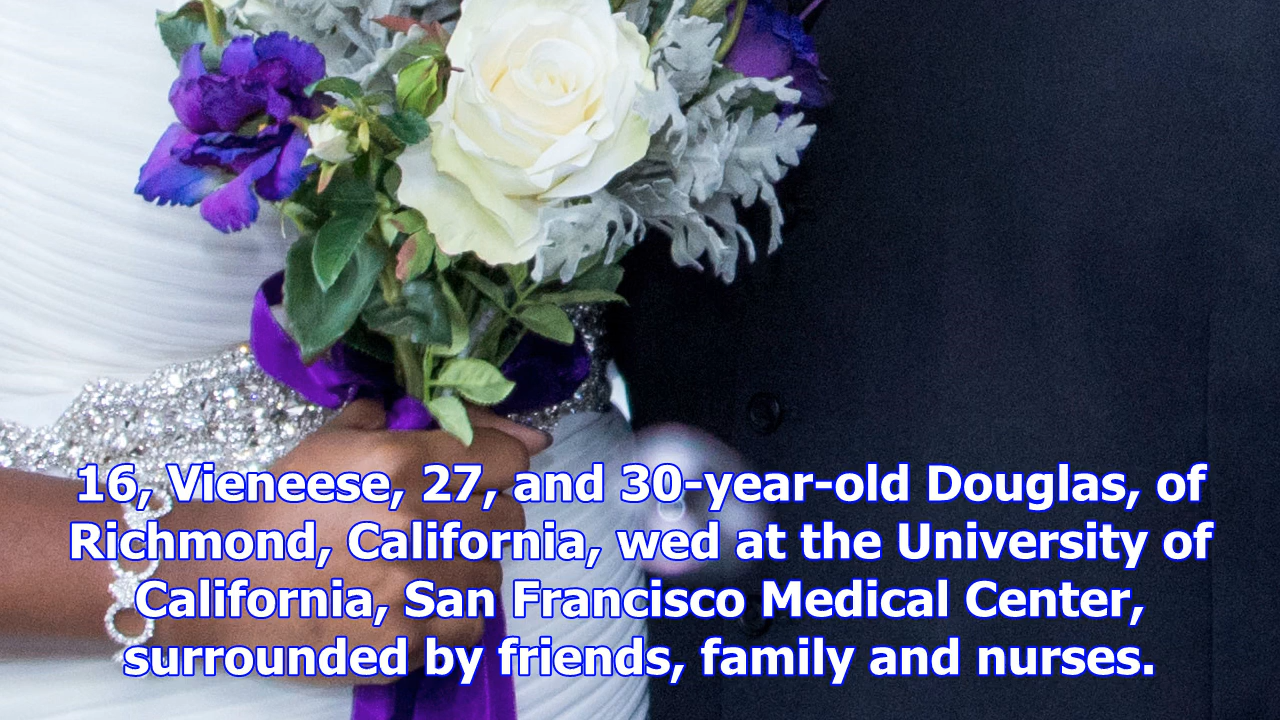 16, Vieneese, 27, and 30-year-old Douglas, of
Richmond, California, wed at the University of
California, San Francisco Medical Center,
surrounded by friends, family and nurses.